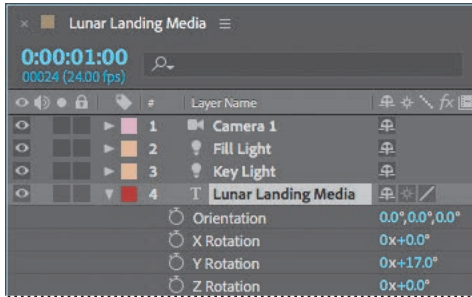 × Lunar Landing Media ≡
0:00:01:00
00024 (24.00 fps)
# Layer Name fx
1 Camera 1
2 Fill Light
3 Key Light
4 T Lunar Landing Media
Orientation 0.0°,0.0°,0.0°
X Rotation 0x+0.0°
Y Rotation 0x+17.0°
Z Rotation 0x+0.0°